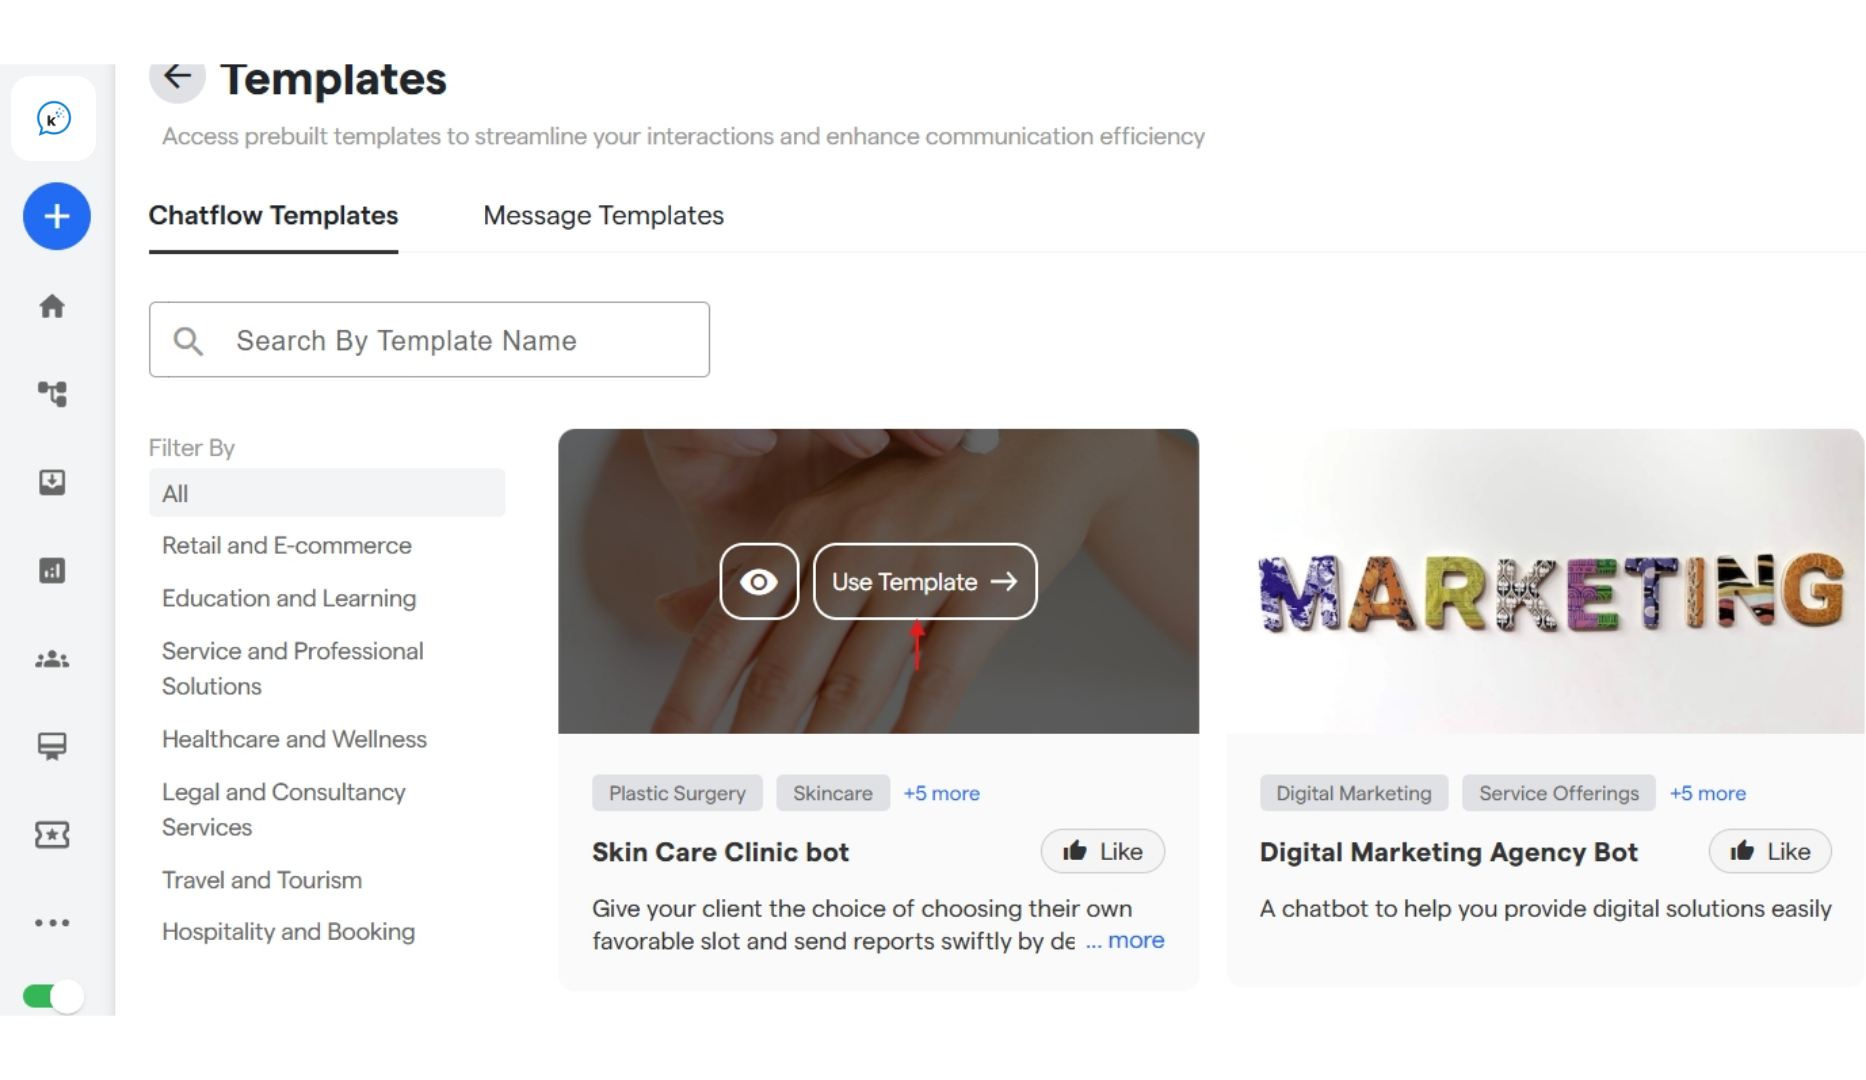 Templates
Access prebuilt templates to streamline your interactions and enhance communication efficiency
k
Chatflow Templates
Message Templates
Search By Template Name
Filter By
All
Retail and E-commerce
Education and Learning
Service and Professional
Solutions
Healthcare and Wellness
Legal and Consultancy
Services
Travel and Tourism
Hospitality and Booking
Use Template →
Plastic Surgery
Skincare
+5 more
Skin Care Clinic bot
Like
Give your client the choice of choosing their own
favorable slot and send reports swiftly by de ... more
MARKETING
Digital Marketing
Service Offerings
+5 more
Digital Marketing Agency Bot
Like
A chatbot to help you provide digital solutions easily